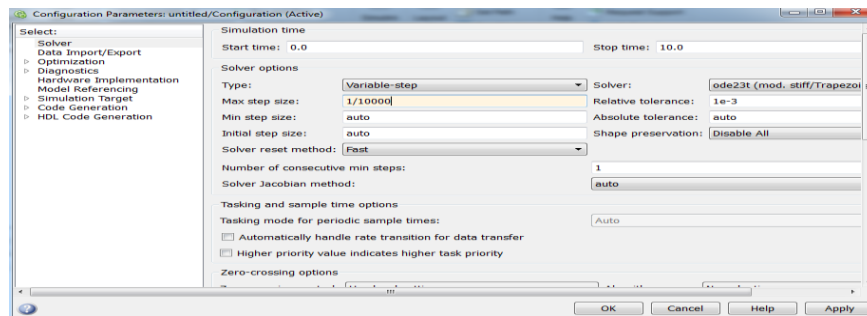 Configuration Parameters: untitled/Configuration (Active)
Select:
Solver
Data Import/Export
Optimization
Diagnostics
Hardware Implementation
Model Referencing
Simulation Target
Code Generation
HDL Code Generation
Simulation time
Start time: 0.0 Stop time: 10.0
Solver options
Type: Variable-step Solver: ode23t (mod. stiff/Trapezoi
Max step size: 1/10000 Relative tolerance: 1e-3
Min step size: auto Absolute tolerance: auto
Initial step size: auto Shape preservation: Disable All
Solver reset method: Fast
Number of consecutive min steps: 1
Solver Jacobian method: auto
Tasking and sample time options
Tasking mode for periodic sample times: Auto
Automatically handle rate transition for data transfer
Higher priority value indicates higher task priority
Zero-crossing options
OK Cancel Help Apply